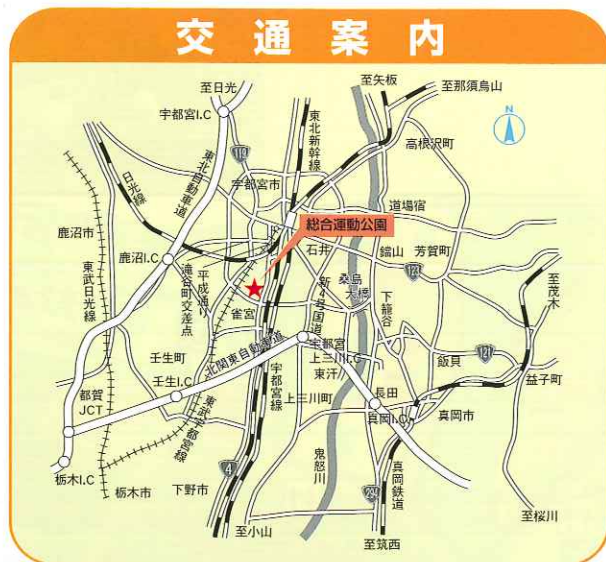 交通案内
至日光
至矢板
至那須烏山
宇都宮I.C
東北新幹線
N
高根沢町
119
東北自動車道
日光線
宇都宮市
道場宿
鹿沼市
総合運動公園
石井
鐺山
芳賀町
鹿沼I.C
123
東武日光線
滝谷町交差点
平成通り
新4号国道
桑島大橋
至茂木
下籠谷
雀宮
北関東自動車道
宇都宮上三川I.C
飯貝
121
壬生町
東汗
益子町
壬生I.C
宇都宮線
上三川町
長田
都賀JCT
真岡I.C
真岡市
東武宇都宮線
鬼怒川
4
栃木I.C
栃木市
下野市
294
真岡鉄道
至小山
至筑西
至桜川